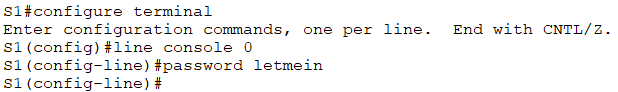 S1#configure terminal
Enter configuration commands, one per line.  End with CNTL/Z.
S1(config)#line console 0
S1(config-line)#password letmein
S1(config-line)#